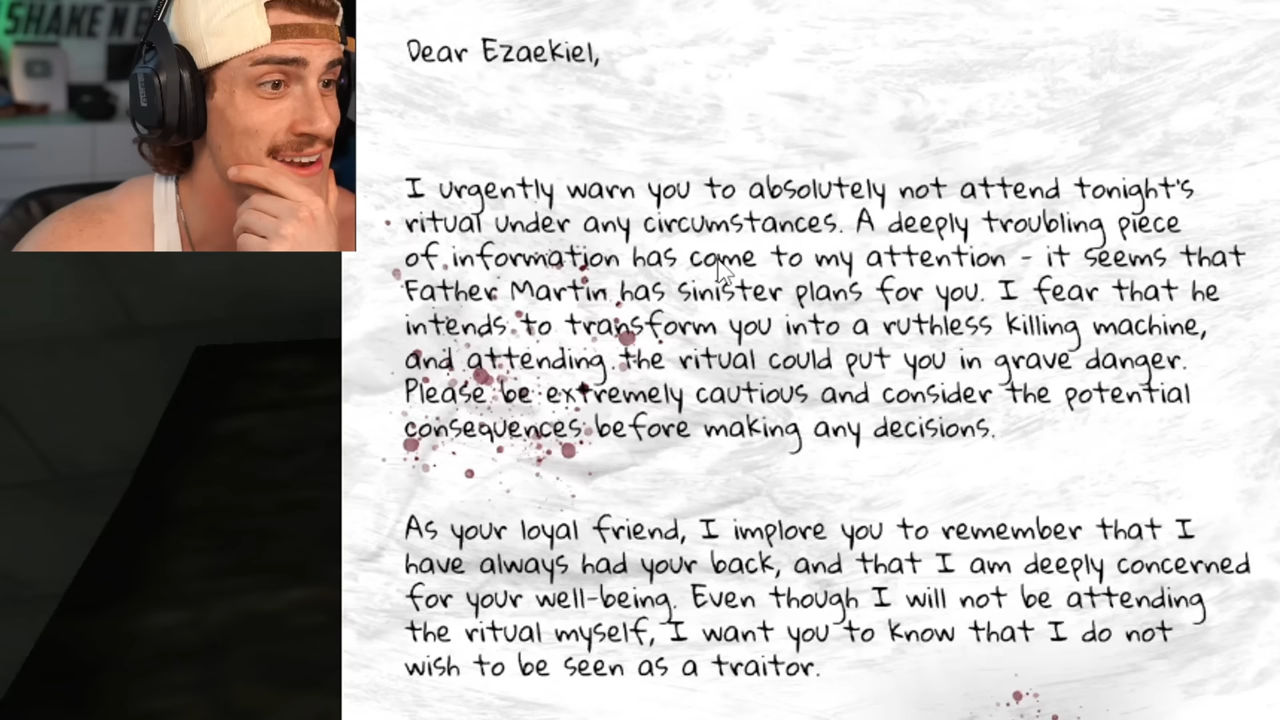 SHAKE N B
Dear Ezaekiel,
I urgently warn you to absolutely not attend tonight's
ritual under any circumstances. A deeply troubling piece
of information has come to my attention - it seems that
Father Martin has sinister plans for you. I fear that he
intends to transform you into a ruthless killing machine,
and attending the ritual could put you in grave danger.
Please be extremely cautious and consider the potential
consequences before making any decisions.
As your loyal friend, I implore you to remember that I
have always had your back, and that I am deeply concerned
for your well-being. Even though I will not be attending
the ritual myself, I want you to know that I do not
wish to be seen as a traitor.